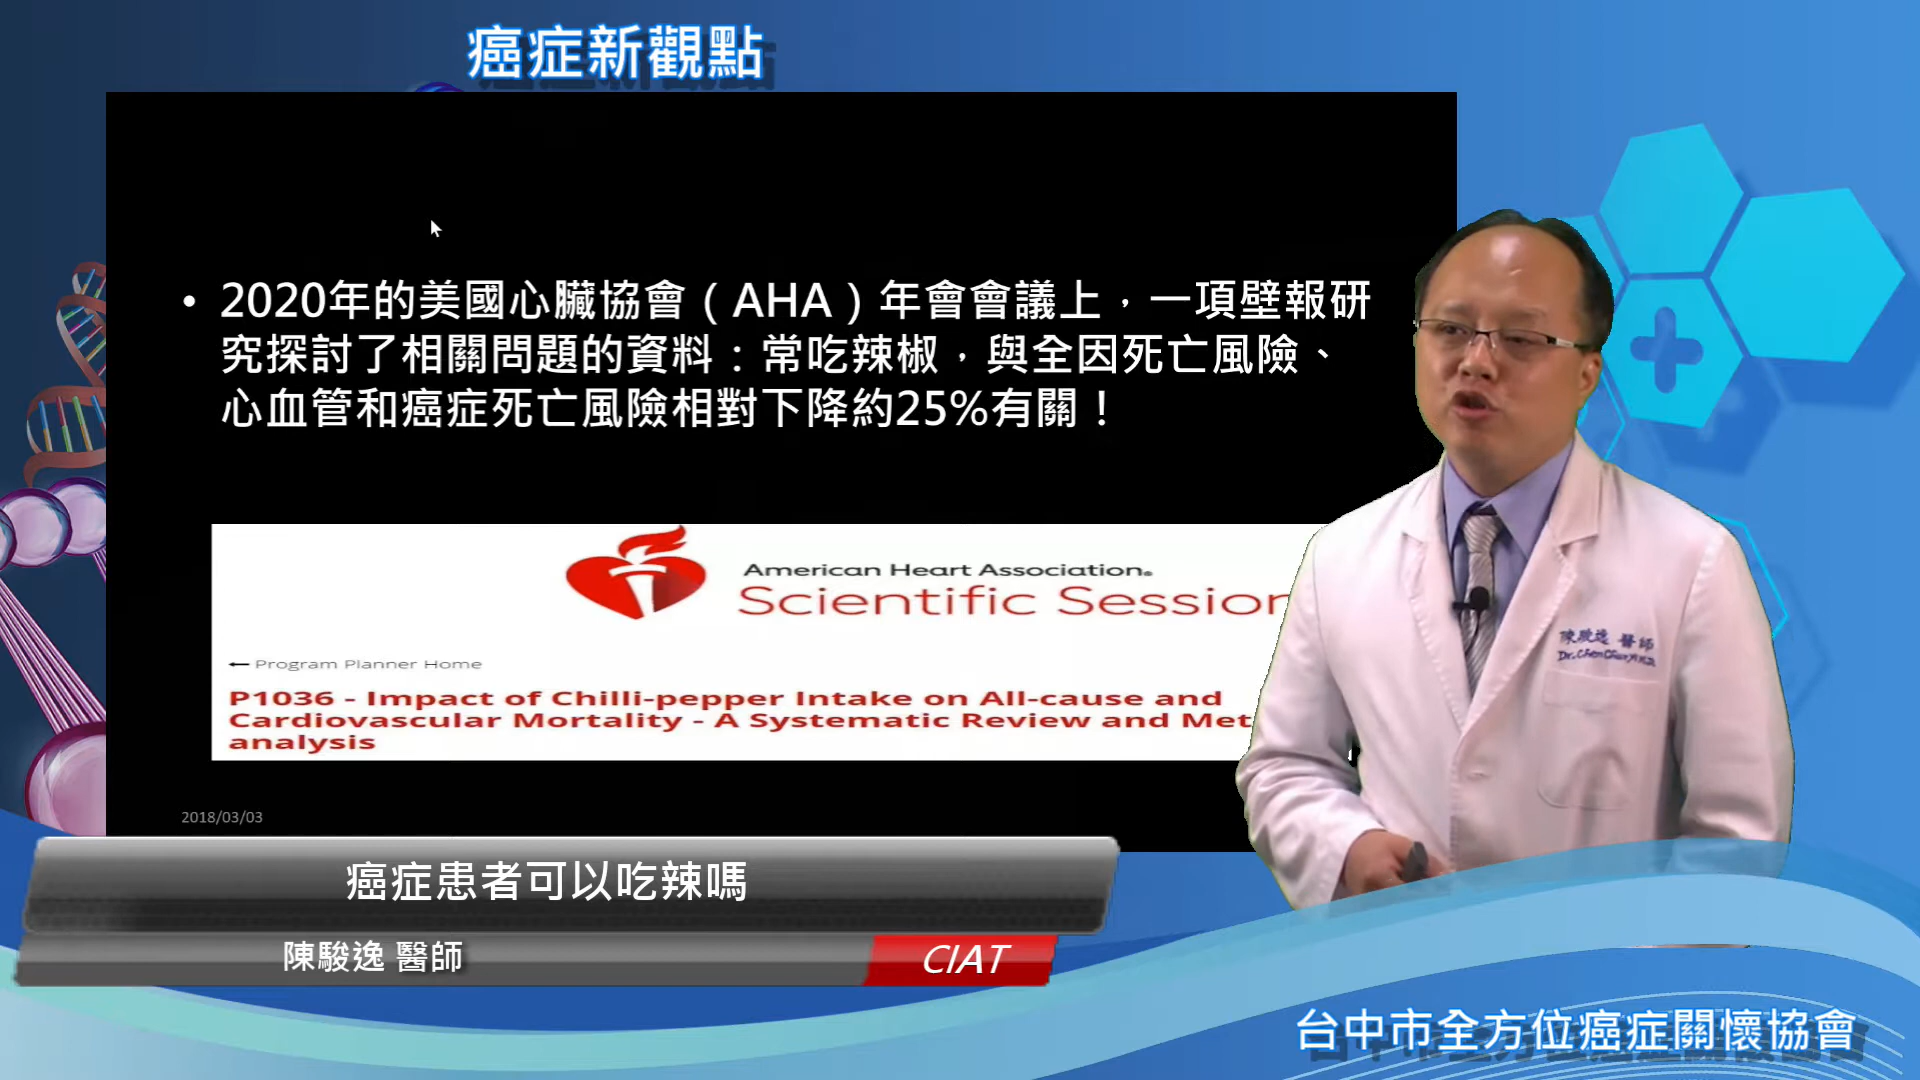 癌症新觀點
• 2020年的美國心臟協會（AHA）年會會議上，一項壁報研
究探討了相關問題的資料：常吃辣椒，與全因死亡風險、
心血管和癌症死亡風險相對下降約25%有關！
American Heart Association®
Scientific Session
← Program Planner Home
P1036 - Impact of Chilli-pepper Intake on All-cause and
Cardiovascular Mortality - A Systematic Review and Met
analysis
陳駿逸 醫師
2018/03/03
癌症患者可以吃辣嗎
陳駿逸 醫師
CIAT
台中市全方位癌症關懷協會